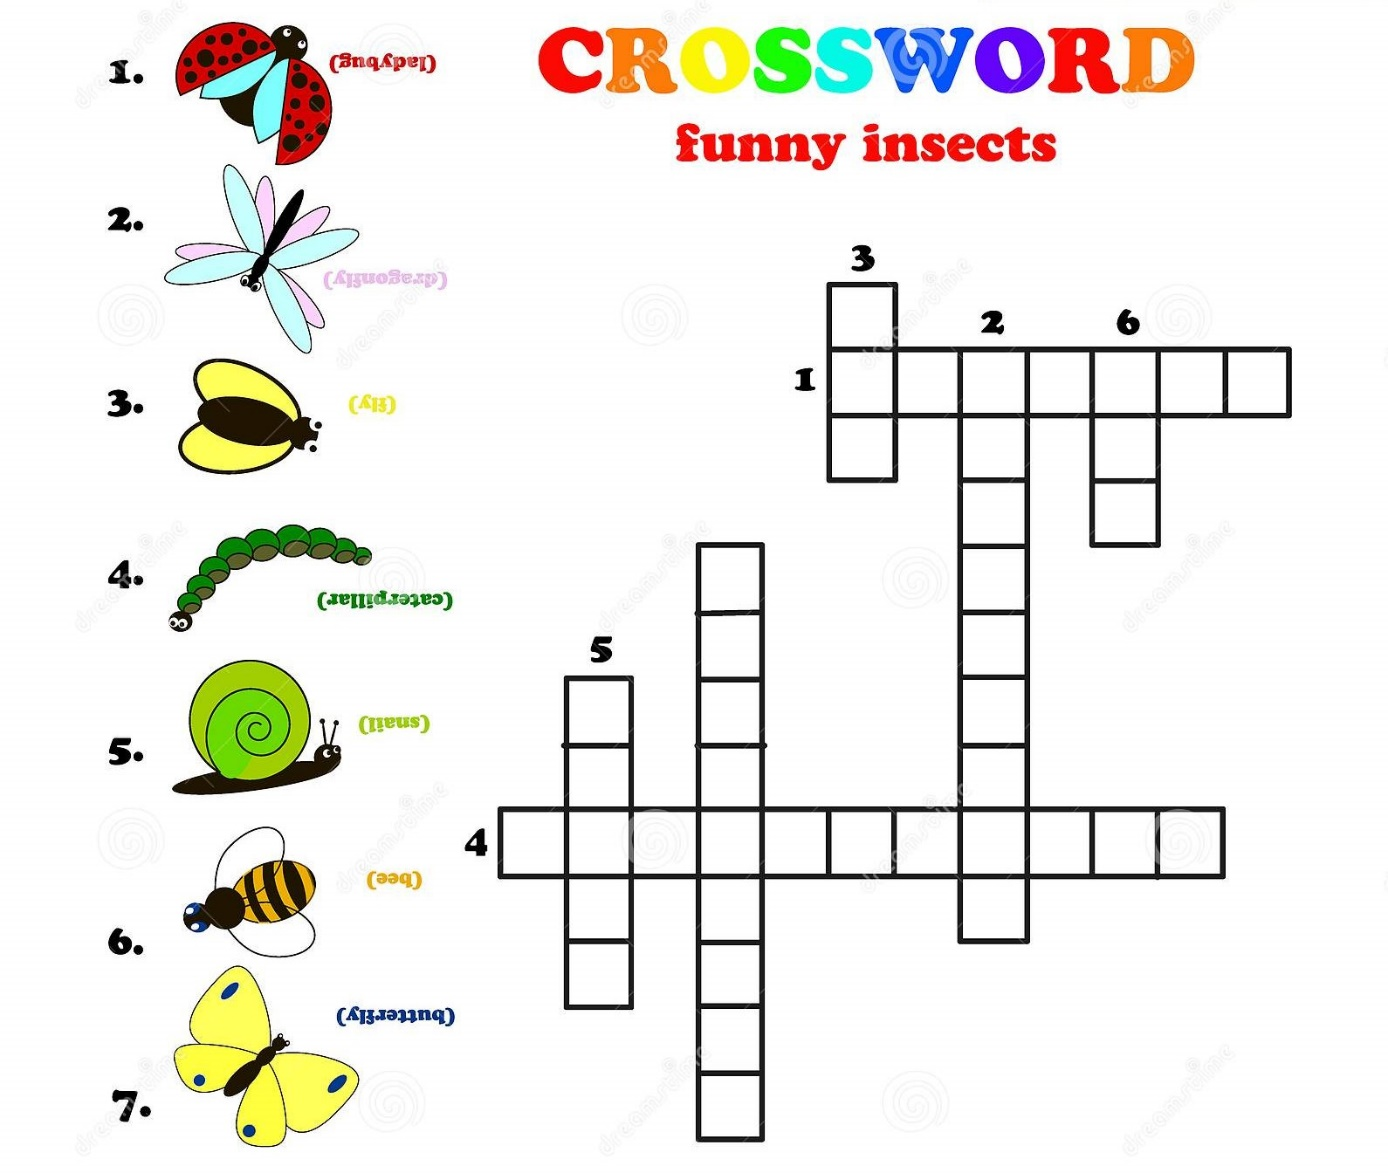 CROSSWORD
funny insects
1.
(ladybug)
2.
(dragonfly)
3.
(fly)
4.
(caterpillar)
5.
(snail)
6.
(bee)
7.
(butterfly)
3
2
6
1
5
4
dreamstime